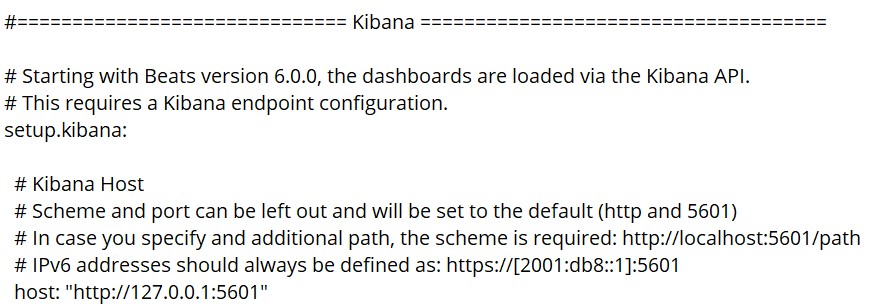 #============================== Kibana =====================================
# Starting with Beats version 6.0.0, the dashboards are loaded via the Kibana API.
# This requires a Kibana endpoint configuration.
setup.kibana:
# Kibana Host
# Scheme and port can be left out and will be set to the default (http and 5601)
# In case you specify and additional path, the scheme is required: http://localhost:5601/path
# IPv6 addresses should always be defined as: https://[2001:db8::1]:5601
host: "http://127.0.0.1:5601"